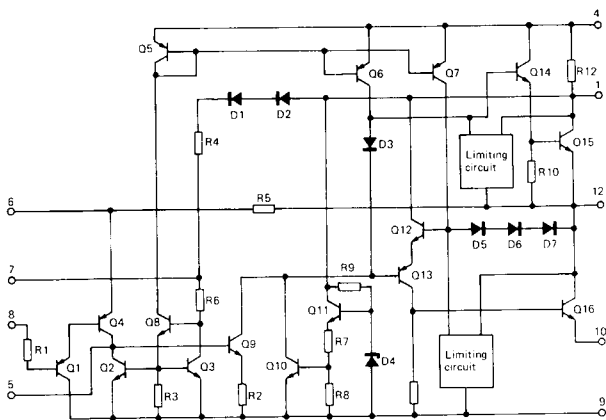 4
Q5
Q6
Q7
Q14
R12
1
D1
D2
R4
D3
Limiting
circuit
Q15
R10
6
R5
12
Q12
D5
D6
D7
7
R9
Q13
R6
8
Q4
Q8
Q11
Q16
R1
Q9
R7
D4
Limiting
circuit
10
Q1
Q2
Q3
Q10
5
R3
R2
R8
9